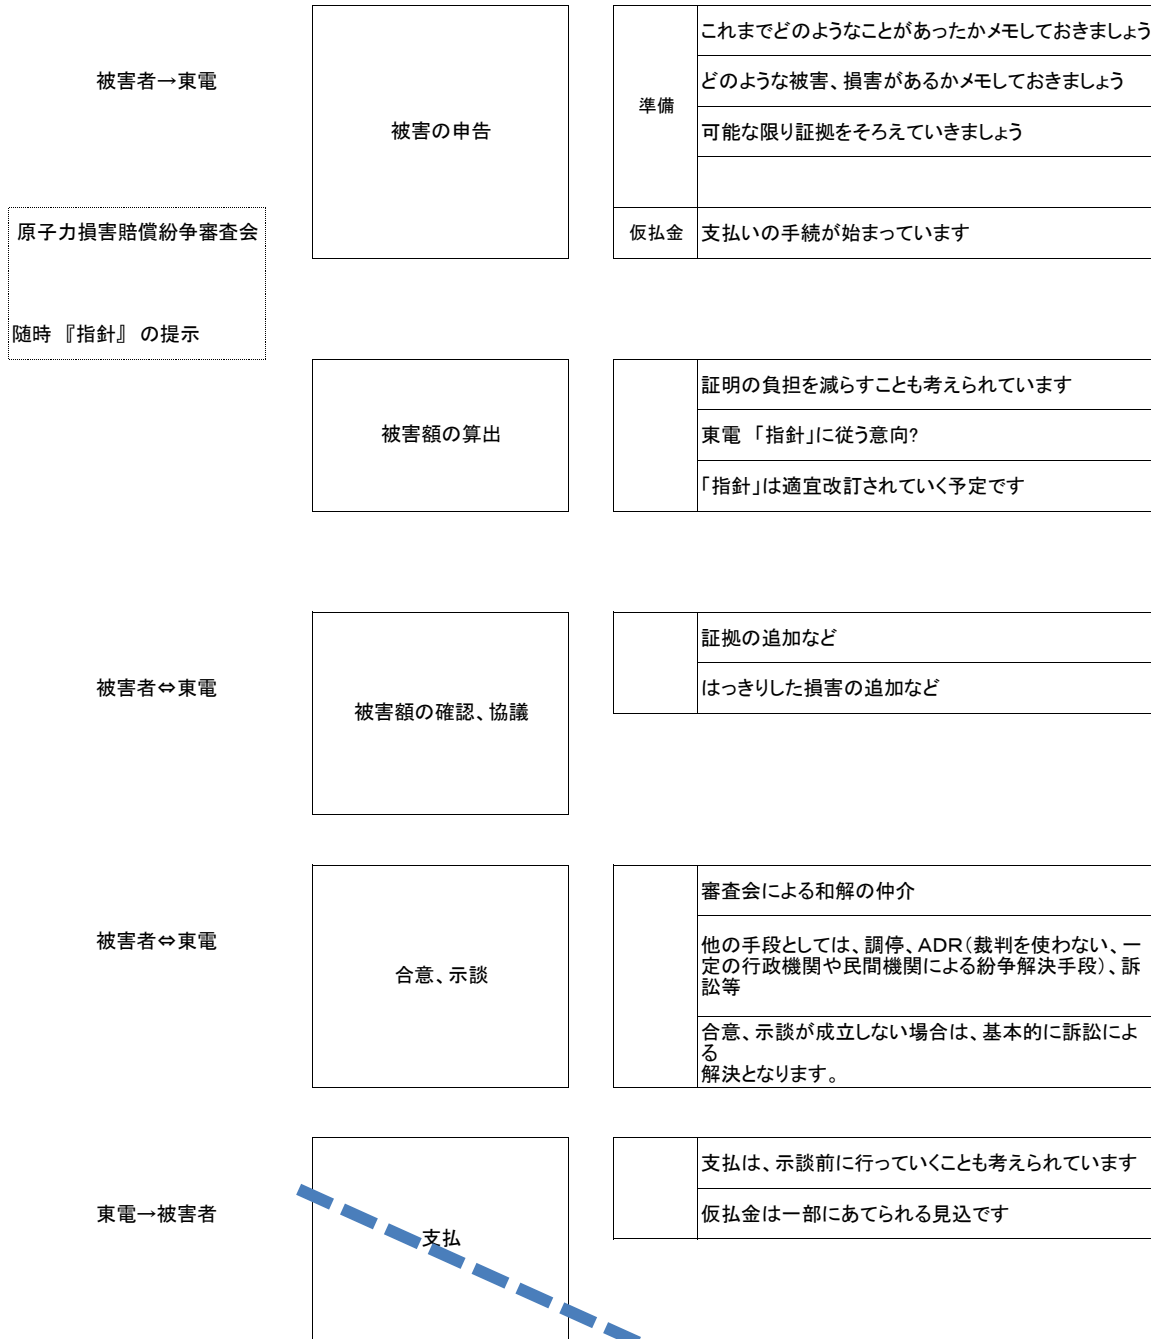 これまでどのようなことがあったかメモしておきましょう
被害者→東電
どのような被害、損害があるかメモしておきましょう
準備
被害の申告
可能な限り証拠をそろえていきましょう
原子力損害賠償紛争審査会
仮払金
支払いの手続が始まっています
随時 『指針』 の提示
証明の負担を減らすことも考えられています
被害額の算出
東電 「指針」に従う意向?
「指針」は適宜改訂されていく予定です
証拠の追加など
被害者⇔東電
はっきりした損害の追加など
被害額の確認、協議
審査会による和解の仲介
被害者⇔東電
合意、示談
他の手段としては、調停、ADR(裁判を使わない、一
定の行政機関や民間機関による紛争解決手段)、訴
訟等
合意、示談が成立しない場合は、基本的に訴訟によ
る
解決となります。
支払は、示談前に行っていくことも考えられています
東電→被害者
支払
仮払金は一部にあてられる見込です